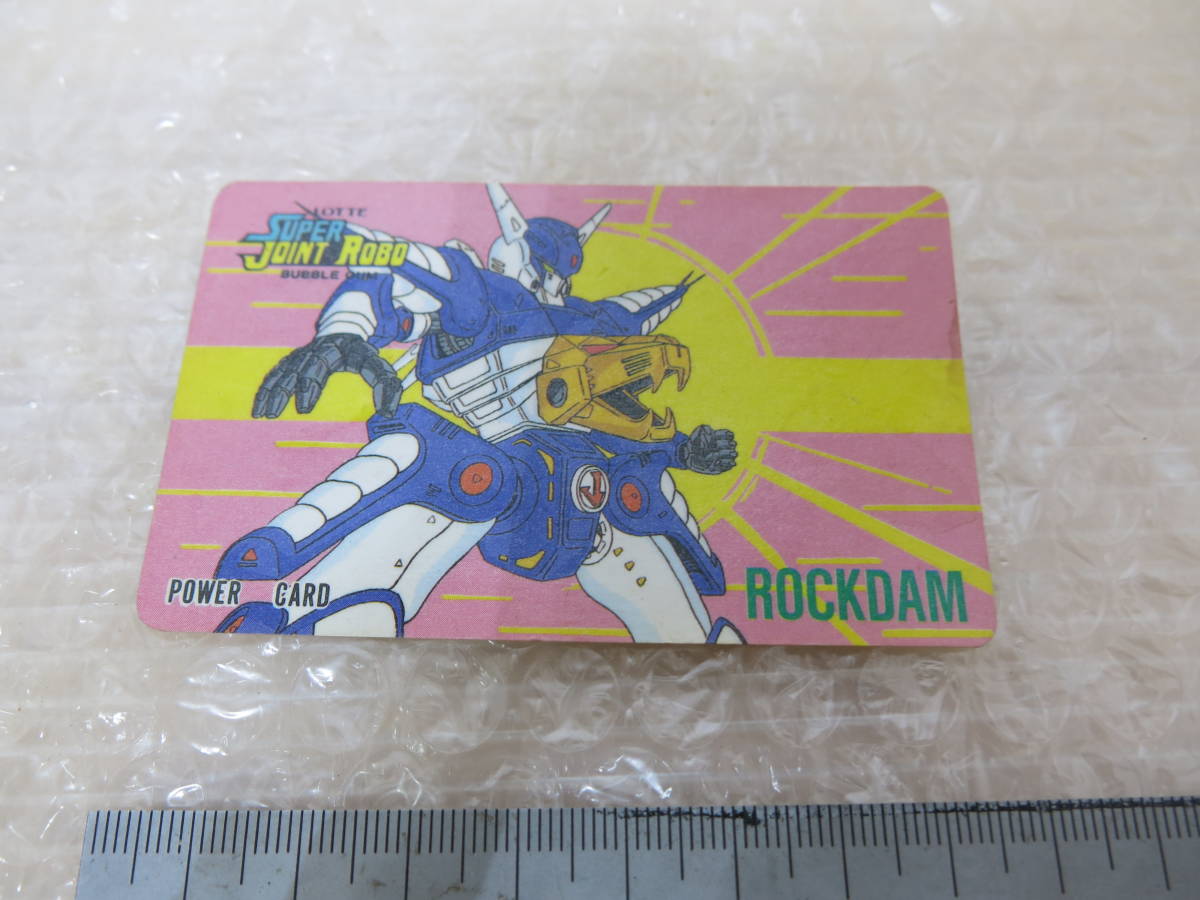 LOTTE
SUPER
JOINT ROBO
BUBBLE GUM
POWER CARD
ROCKDAM